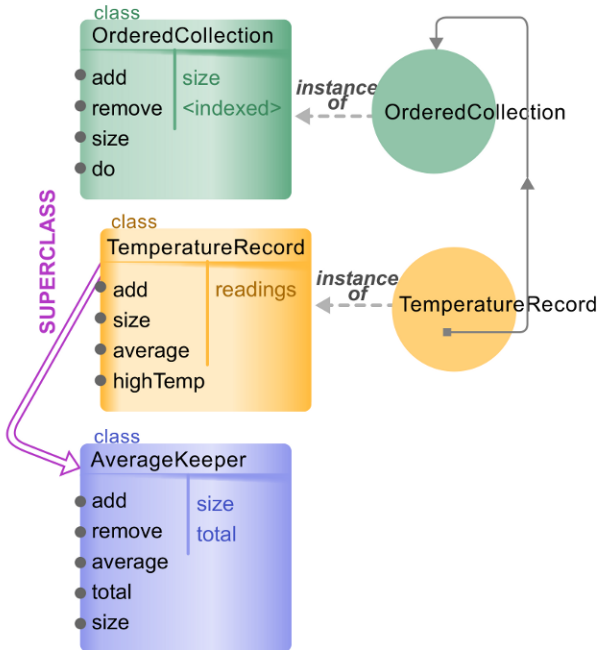 class
OrderedCollection
add
size
remove
<indexed>
size
do
instance
of
OrderedCollection
SUPERCLASS
class
TemperatureRecord
add
readings
size
average
highTemp
instance
of
TemperatureRecord
class
AverageKeeper
add
size
remove
total
average
total
size